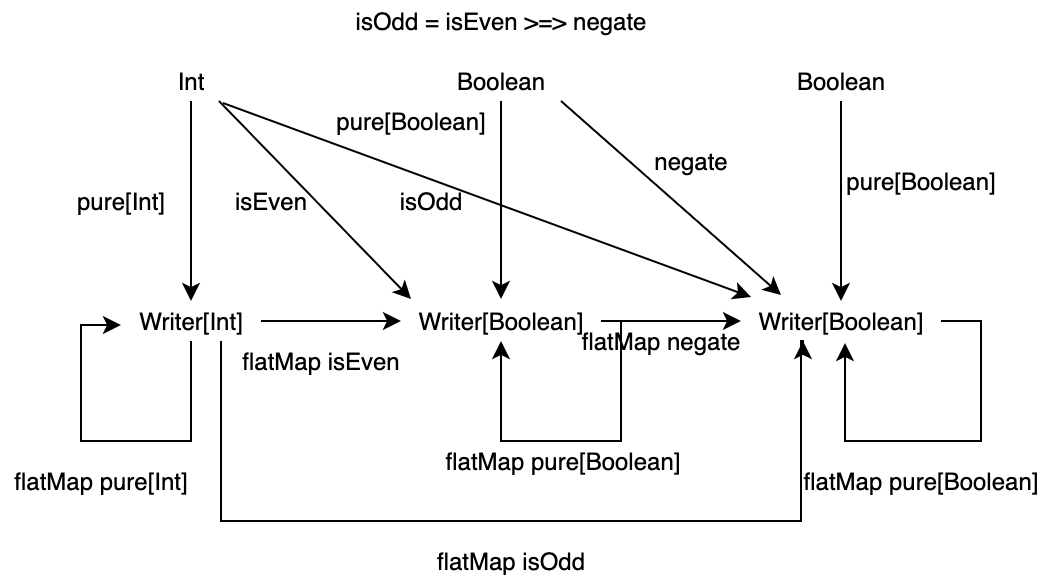 isOdd = isEven >=> negate
Int
Boolean
Boolean
pure[Boolean]
negate
pure[Boolean]
pure[Int]
isEven
isOdd
Writer[Int]
Writer[Boolean]
Writer[Boolean]
flatMap negate
flatMap isEven
flatMap pure[Boolean]
flatMap pure[Int]
flatMap pure[Boolean]
flatMap isOdd